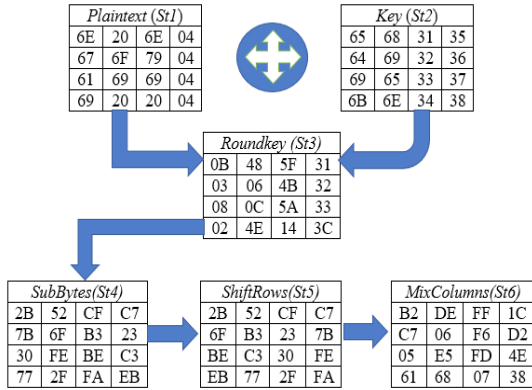 Plaintext (St1)
6E 20 6E 04
67 6F 79 04
61 69 69 04
69 20 20 04
Key (St2)
65 68 31 35
64 69 32 36
69 65 33 37
6B 6E 34 38
Roundkey (St3)
0B 48 5F 31
03 06 4B 32
08 0C 5A 33
02 4E 14 3C
SubBytes(St4)
2B 52 CF C7
7B 6F B3 23
30 FE BE C3
77 2F FA EB
ShiftRows(St5)
2B 52 CF C7
6F B3 23 7B
BE C3 30 FE
EB 77 2F FA
MixColumns(St6)
B2 DE FF 1C
C7 06 F6 D2
05 E5 FD 4E
61 68 07 38